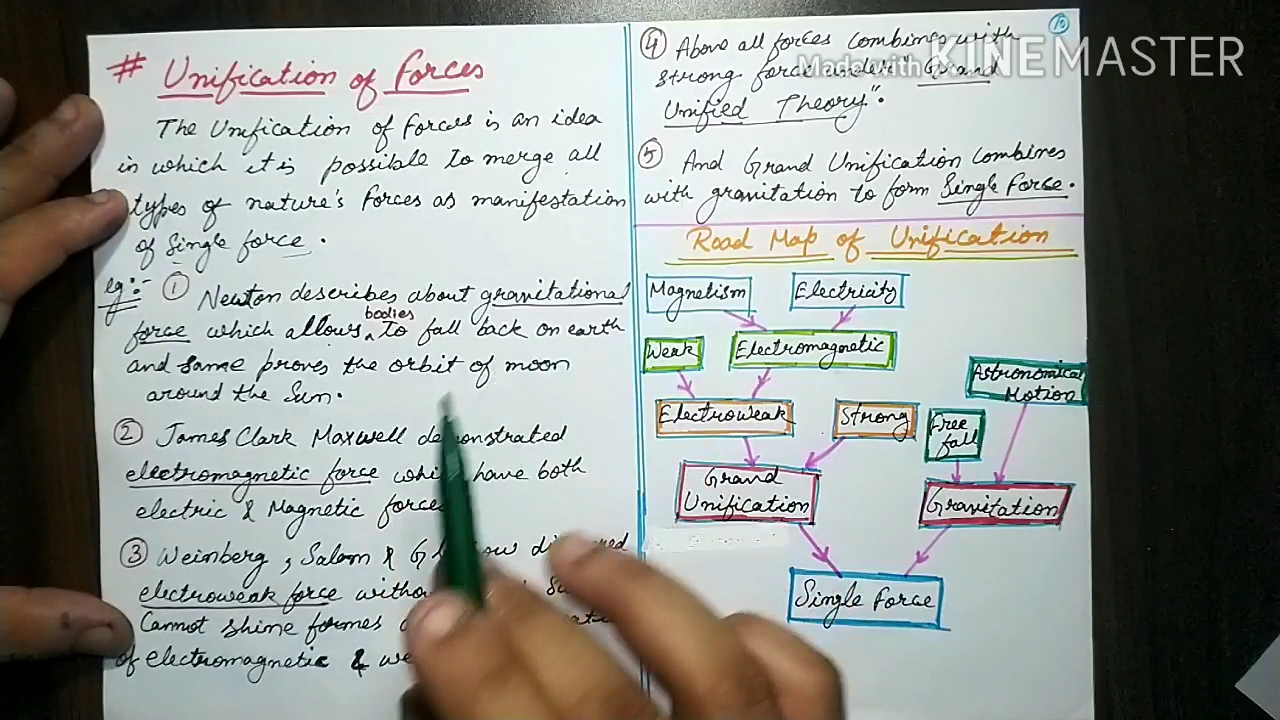 # Unification of Forces
The Unification of Forces is an idea
in which it is possible to merge all
types of nature's forces as manifestation
of Single force.
eg:- ① Newton describes about gravitational
bodies
force which allows ^ to fall back on earth
and same proves the orbit of moon
around the Sun.
② James Clark Maxwell demonstrated
electromagnetic force which have both
electric & Magnetic forces
③ Weinberg, Salam &
electroweak force
Cannot shine formes
of electromagnetic &
10
④ Above all forces combines with
strong force under "Grand
Unified Theory".
⑤ And Grand Unification combines
with gravitation to form Single Force.
Road Map of Unification
Magnetism
Electricity
Weak
Electromagnetic
Astronomical
Motion
Electroweak
Strong
Free
fall
Grand
Unification
Gravitation
Single Force
Made with KINEMASTER